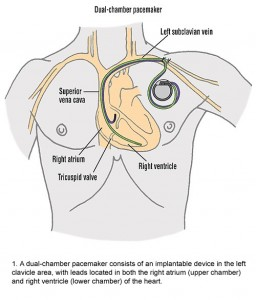 Dual-chamber pacemaker
Left subclavian vein
Superior
vena cava
Right atrium
Tricuspid valve
Right ventricle
1. A dual-chamber pacemaker consists of an implantable device in the left
clavicle area, with leads located in both the right atrium (upper chamber)
and right ventricle (lower chamber) of the heart.